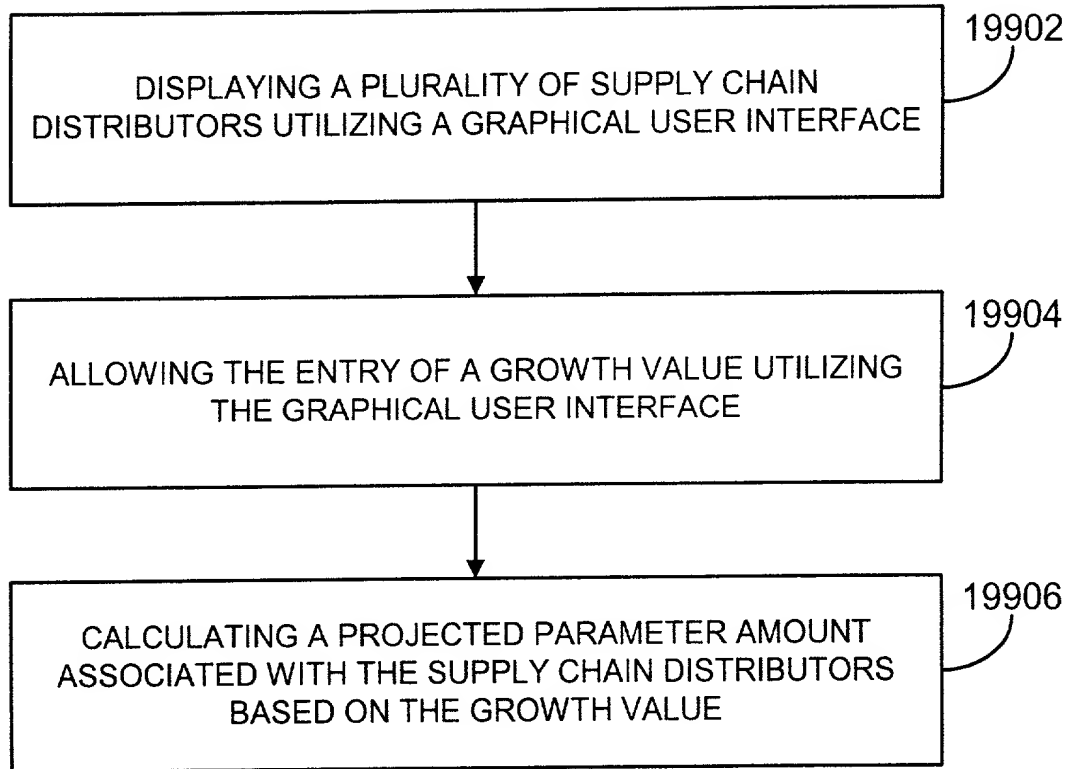 19902
DISPLAYING A PLURALITY OF SUPPLY CHAIN
DISTRIBUTORS UTILIZING A GRAPHICAL USER INTERFACE
19904
ALLOWING THE ENTRY OF A GROWTH VALUE UTILIZING
THE GRAPHICAL USER INTERFACE
19906
CALCULATING A PROJECTED PARAMETER AMOUNT
ASSOCIATED WITH THE SUPPLY CHAIN DISTRIBUTORS
BASED ON THE GROWTH VALUE